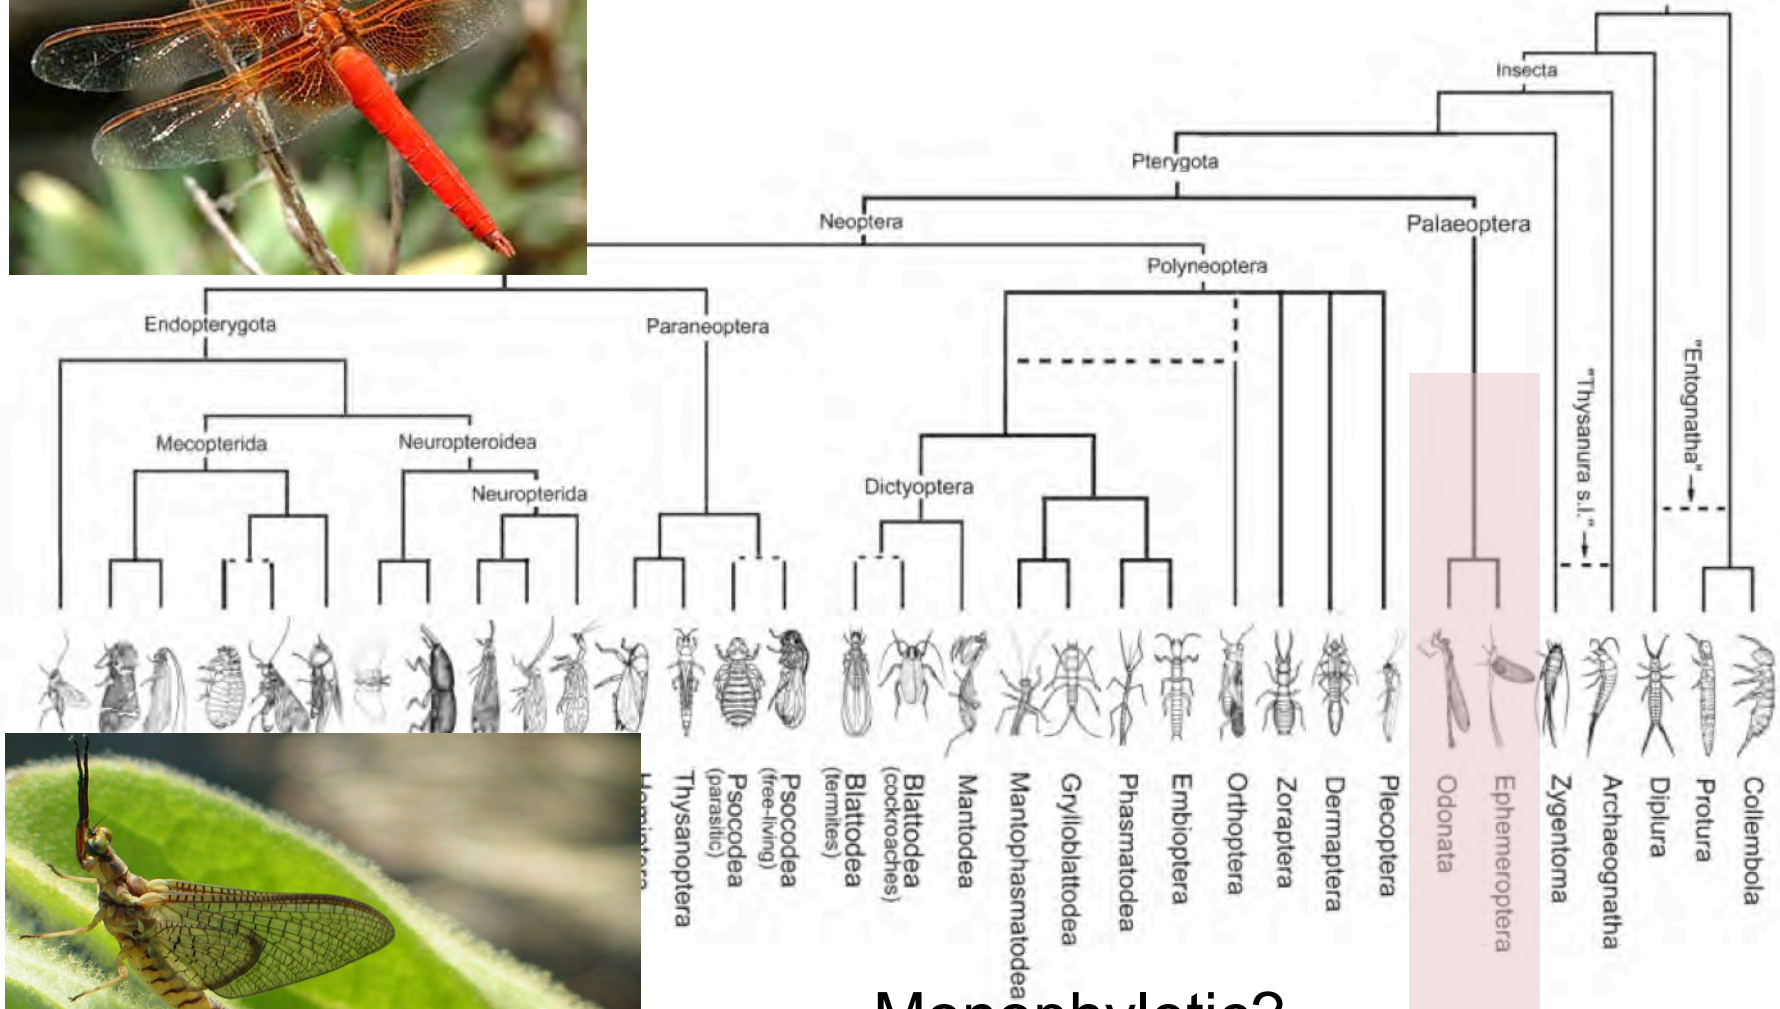 Insecta
Pterygota
Neoptera
Palaeoptera
Polyneoptera
Endopterygota
Paraneoptera
Mecopterida
Neuropteroidea
Neuropterida
Dictyoptera
"Thysanura s.l."
"Entognatha"
Hemiptera
Thysanoptera
Psocodea
(parasitic)
Psocodea
(free-living)
Blattodea
(termites)
Blattodea
(cockroaches)
Mantodea
Mantophasmatodea
Grylloblattodea
Phasmatodea
Embioptera
Orthoptera
Zoraptera
Dermaptera
Plecoptera
Odonata
Ephemeroptera
Zygentoma
Archaeognatha
Diplura
Protura
Collembola
Monophyletic?